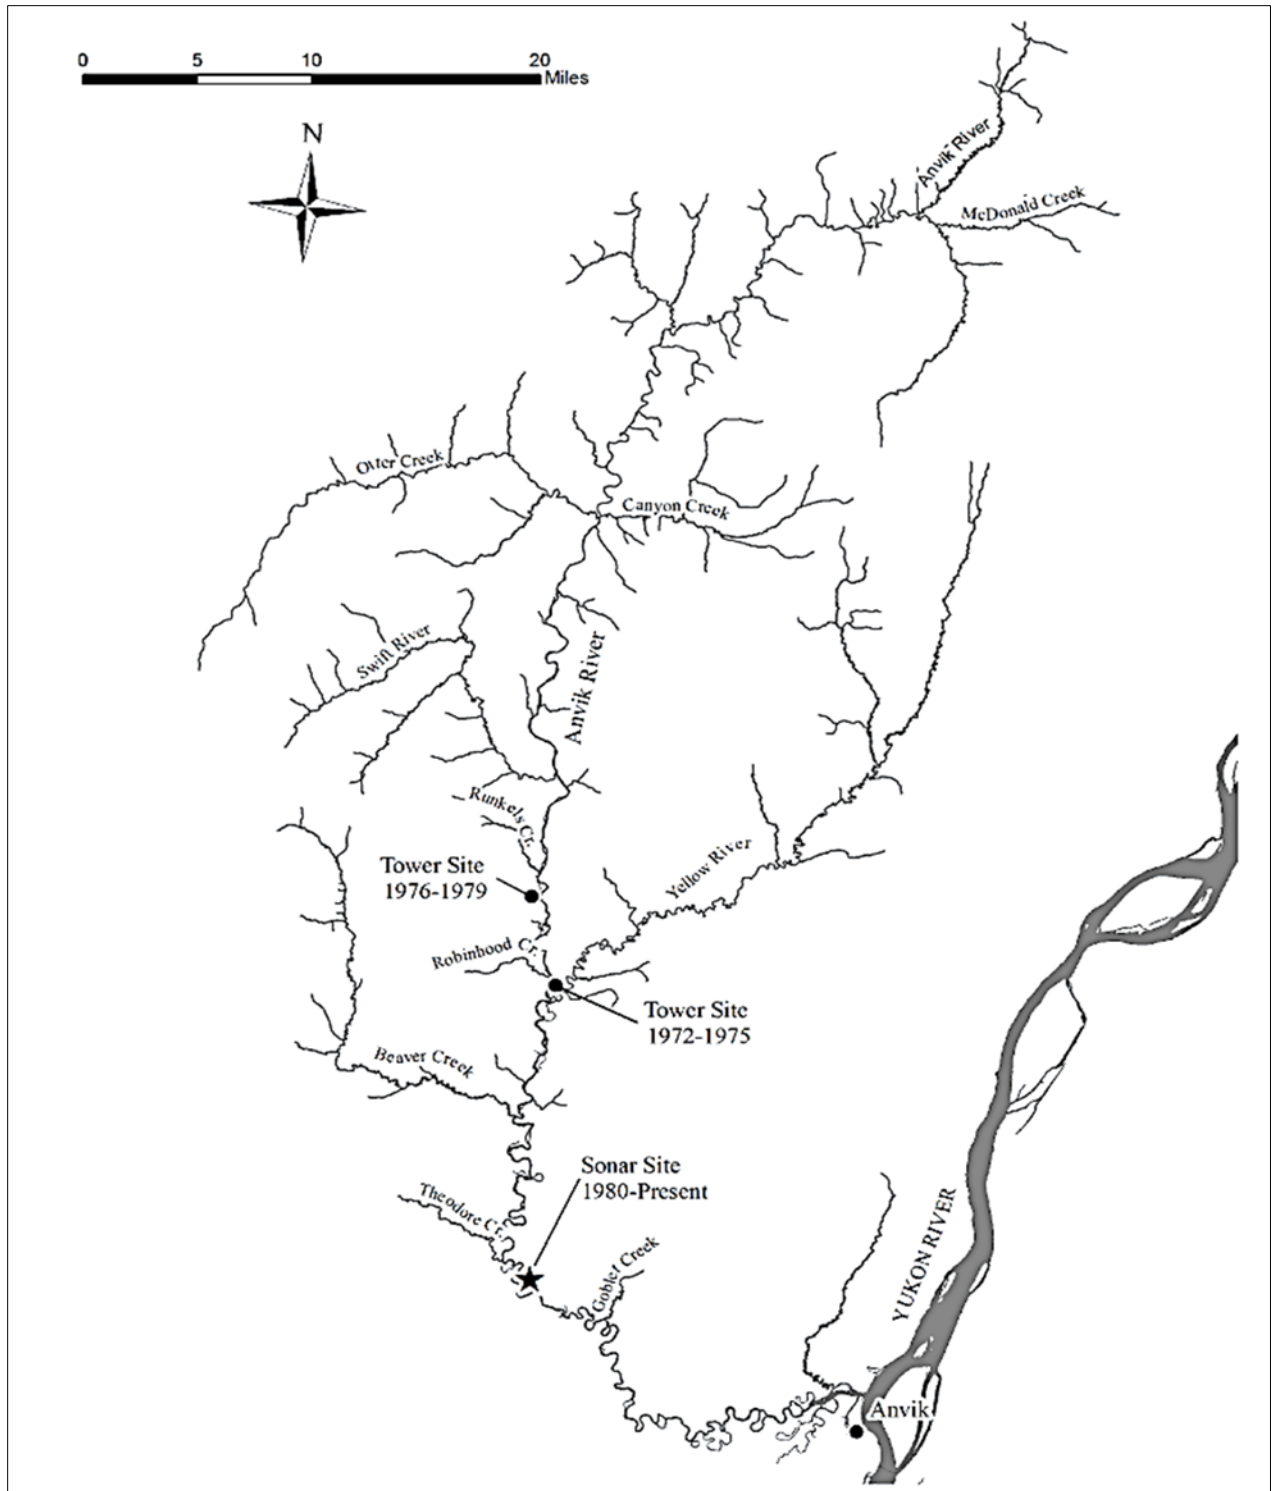 0 5 10 20
Miles
N
Anvik River
McDonald Creek
Otter Creek
Canyon Creek
Swift River
Anvik River
Runkels Cr.
Tower Site
1976-1979
Yellow River
Robinhood Cr.
Tower Site
1972-1975
Beaver Creek
Sonar Site
1980-Present
Theodore Cr.
Goblet Creek
YUKON RIVER
Anvik